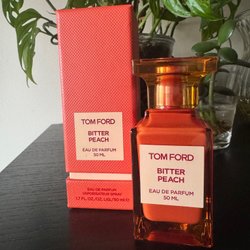 TOM FORD
BITTER
PEACH
EAU DE PARFUM
50 ML
EAU DE PARFUM
VAPORISATEUR SPRAY
1.7 FL.OZ./OZ.LIQ/50 ml ℮
TOM FORD
BITTER
PEACH
EAU DE PARFUM
50 ML